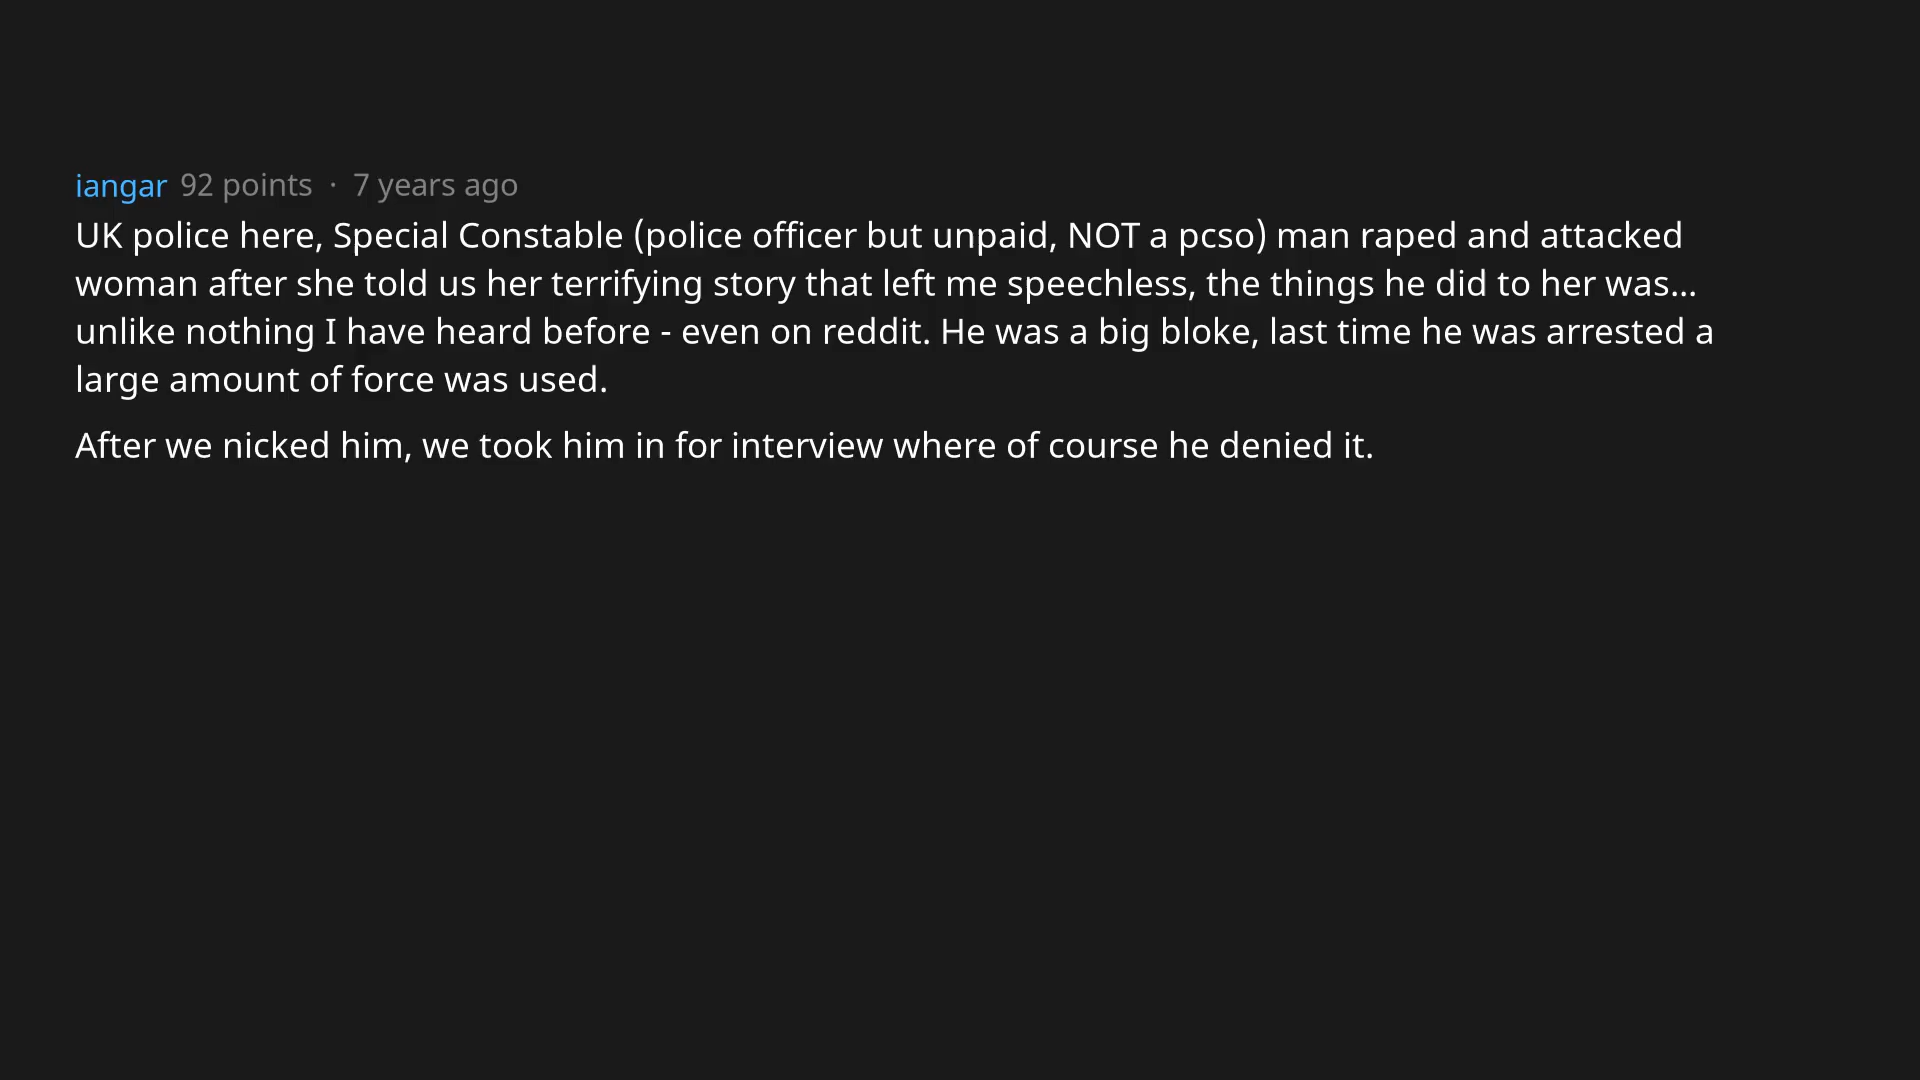 iangar 92 points · 7 years ago
UK police here, Special Constable (police officer but unpaid, NOT a pcso) man raped and attacked
woman after she told us her terrifying story that left me speechless, the things he did to her was...
unlike nothing I have heard before - even on reddit. He was a big bloke, last time he was arrested a
large amount of force was used.
After we nicked him, we took him in for interview where of course he denied it.